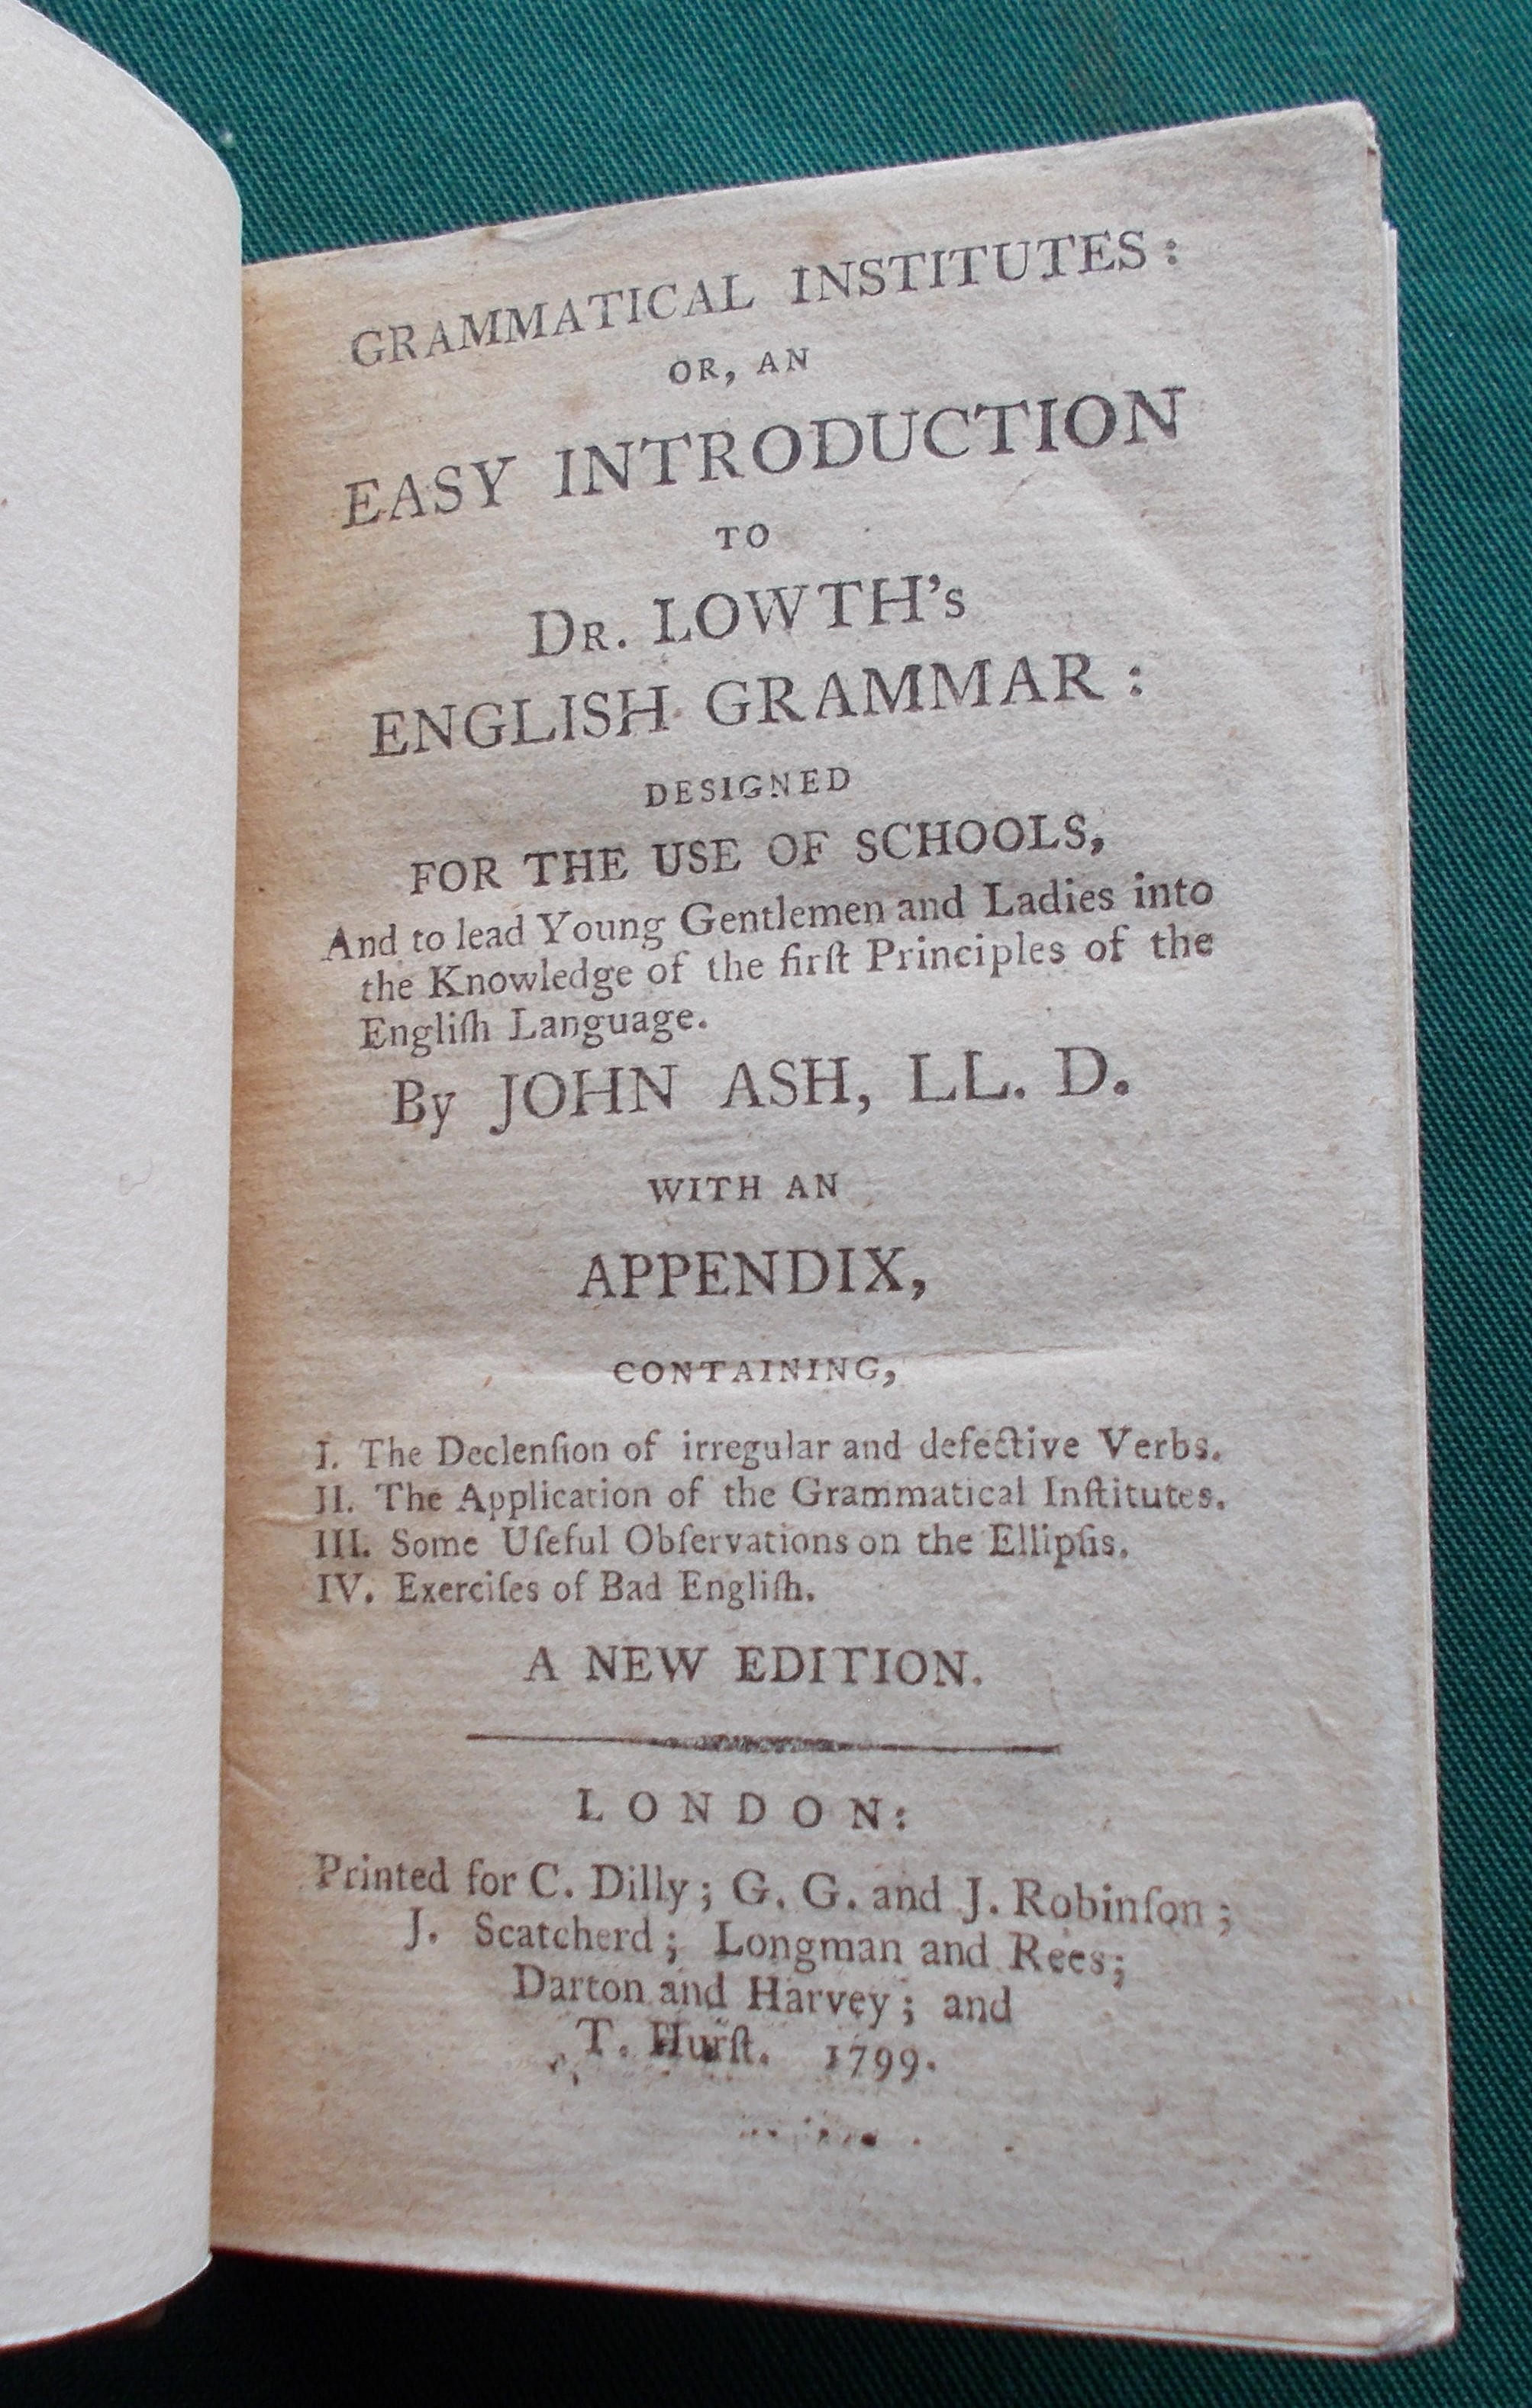 GRAMMATICAL INSTITUTES:
OR, AN
EASY INTRODUCTION
TO
DR. LOWTH's
ENGLISH GRAMMAR:
DESIGNED
FOR THE USE OF SCHOOLS,
And to lead Young Gentlemen and Ladies into
the Knowledge of the firſt Principles of the
Engliſh Language.
By JOHN ASH, LL. D.
WITH AN
APPENDIX,
CONTAINING,
I. The Declenſion of irregular and defective Verbs.
II. The Application of the Grammatical Inſtitutes.
III. Some Uſeful Obſervations on the Ellipſis.
IV. Exerciſes of Bad Engliſh.
A NEW EDITION.
LONDON:
Printed for C. Dilly; G. G. and J. Robinſon;
J. Scatcherd; Longman and Rees;
Darton and Harvey; and
T. Hurſt. 1799.